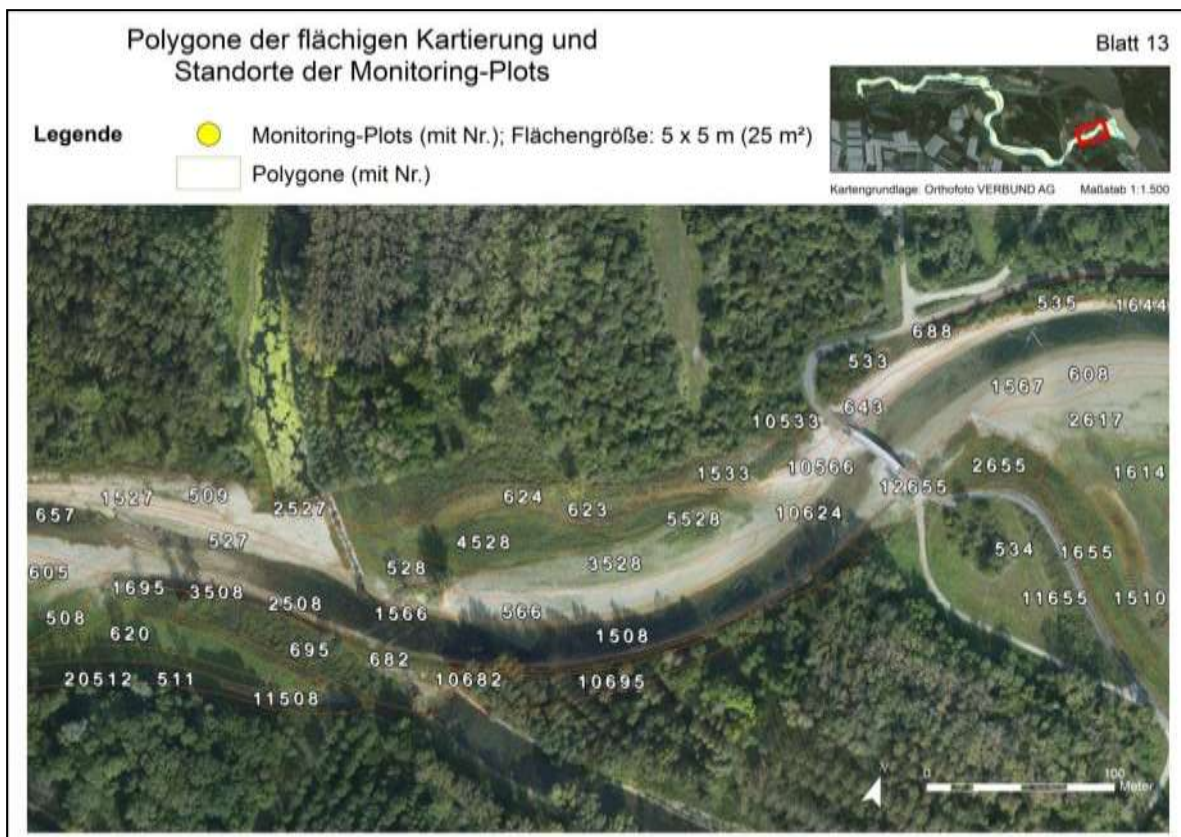 Polygone der flächigen Kartierung und
Standorte der Monitoring-Plots
Blatt 13
Legende
Monitoring-Plots (mit Nr.); Flächengröße: 5 x 5 m (25 m²)
Polygone (mit Nr.)
Kartengrundlage: Orthofoto VERBUND AG Maßstab 1:1.500
535 1644
688
533
1567 608
643
10533 2617
1533 10566 2655 1614
12655
1527 509 624
2527 623 5528 10624
657
527 4528 534 1655
528 3528
605
1695 3508 2508 11655 1510
1566 566
508
620 1508
695 682
20512 511 10682 10695
11508
N
0 100
Meter